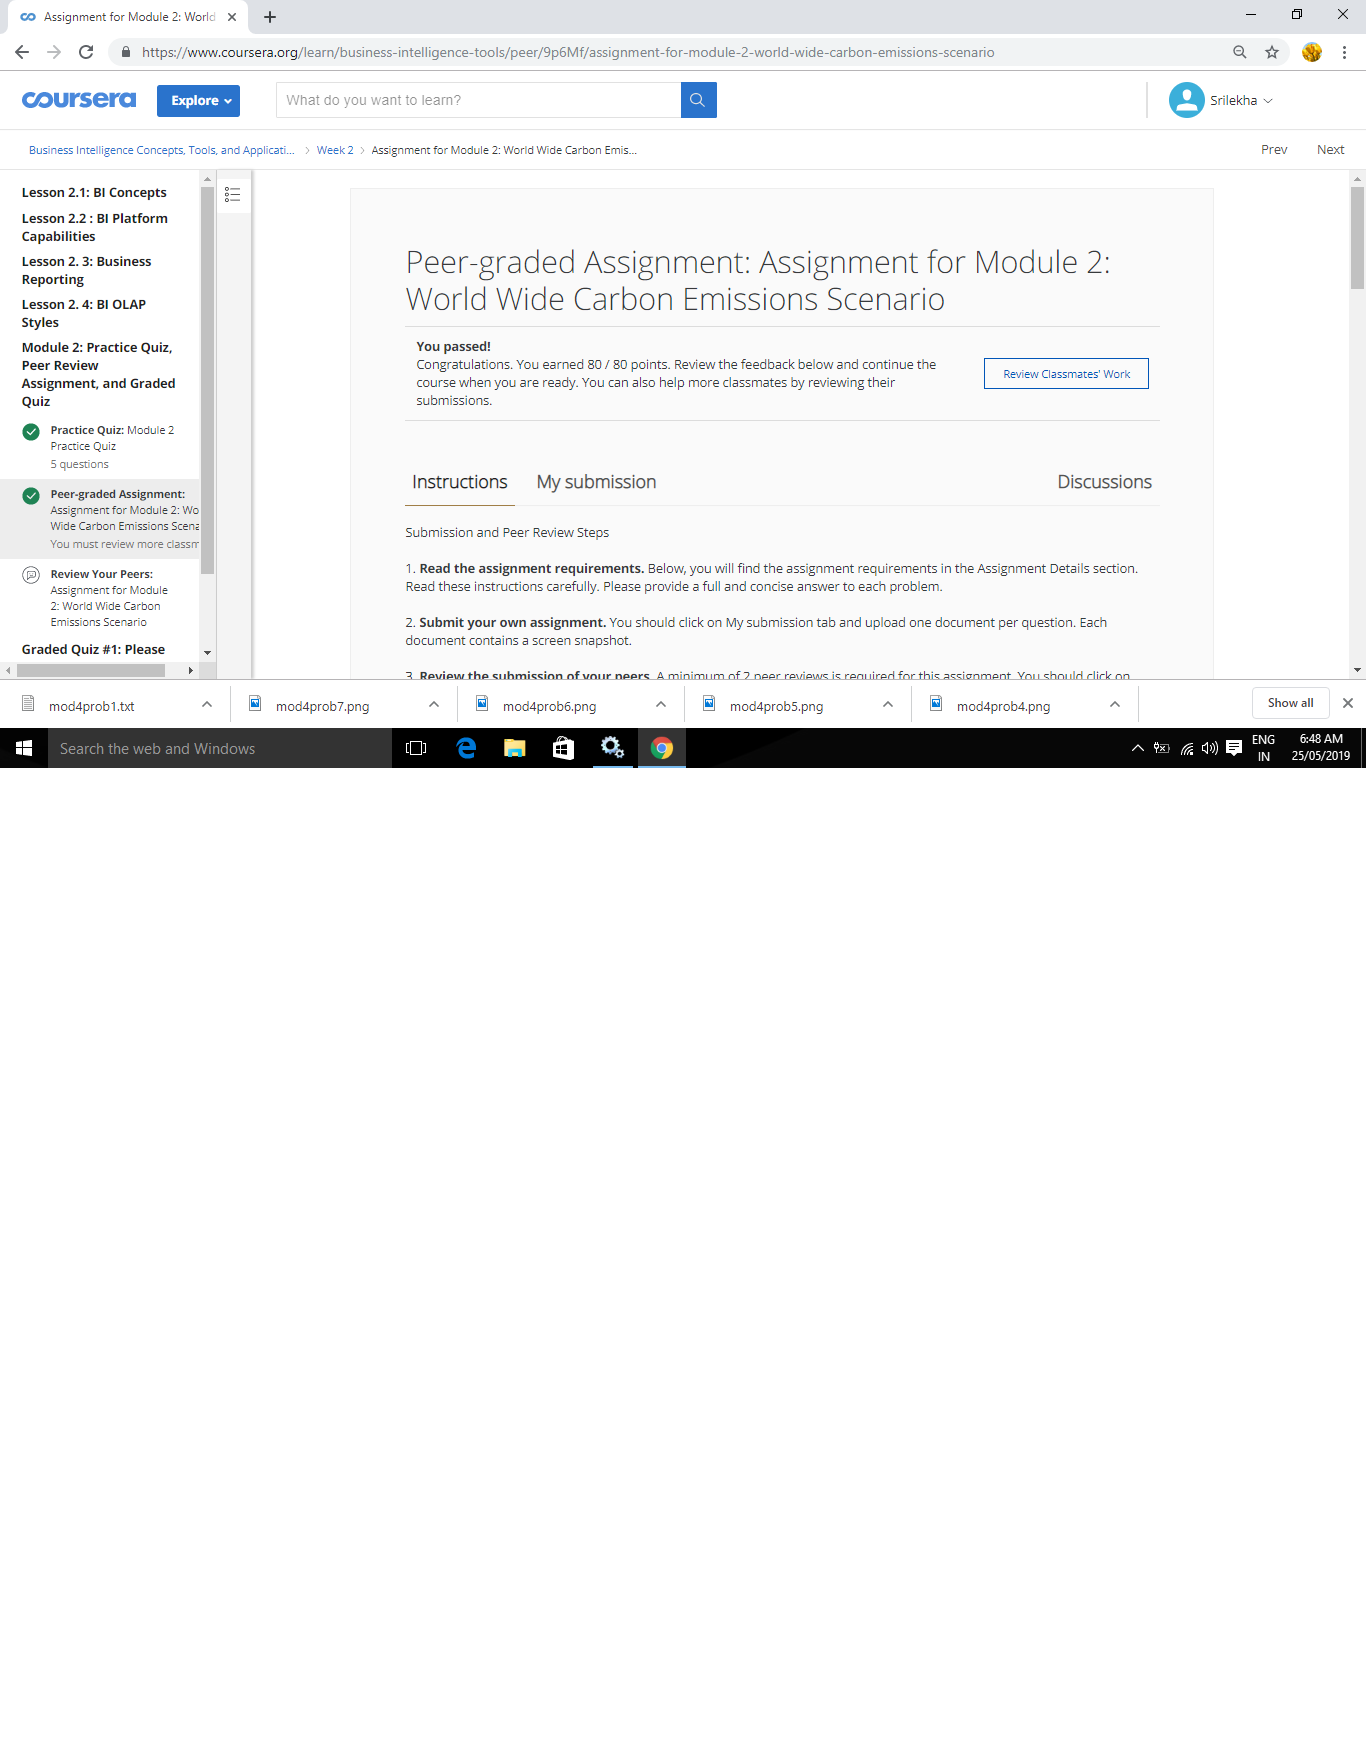 Assignment for Module 2: World
https://www.coursera.org/learn/business-intelligence-tools/peer/9p6Mf/assignment-for-module-2-world-wide-carbon-emissions-scenario
coursera
Explore
What do you want to learn?
Srilekha
Business Intelligence Concepts, Tools, and Applicati...
Week 2
Assignment for Module 2: World Wide Carbon Emis...
Prev
Next
Lesson 2.1: BI Concepts
Lesson 2.2 : BI Platform
Capabilities
Lesson 2. 3: Business
Reporting
Lesson 2. 4: BI OLAP
Styles
Module 2: Practice Quiz,
Peer Review
Assignment, and Graded
Quiz
Practice Quiz: Module 2
Practice Quiz
5 questions
Peer-graded Assignment:
Assignment for Module 2: Wo
Wide Carbon Emissions Scena
You must review more classm
Review Your Peers:
Assignment for Module
2: World Wide Carbon
Emissions Scenario
Graded Quiz #1: Please
Peer-graded Assignment: Assignment for Module 2:
World Wide Carbon Emissions Scenario
You passed!
Congratulations. You earned 80 / 80 points. Review the feedback below and continue the
course when you are ready. You can also help more classmates by reviewing their
submissions.
Review Classmates' Work
Instructions
My submission
Discussions
Submission and Peer Review Steps
1. Read the assignment requirements. Below, you will find the assignment requirements in the Assignment Details section.
Read these instructions carefully. Please provide a full and concise answer to each problem.
2. Submit your own assignment. You should click on My submission tab and upload one document per question. Each
document contains a screen snapshot.
3. Review the submission of your peers. A minimum of 2 peer reviews is required for this assignment. You should click on
mod4prob1.txt
mod4prob7.png
mod4prob6.png
mod4prob5.png
mod4prob4.png
Show all
Search the web and Windows
ENG
IN
6:48 AM
25/05/2019